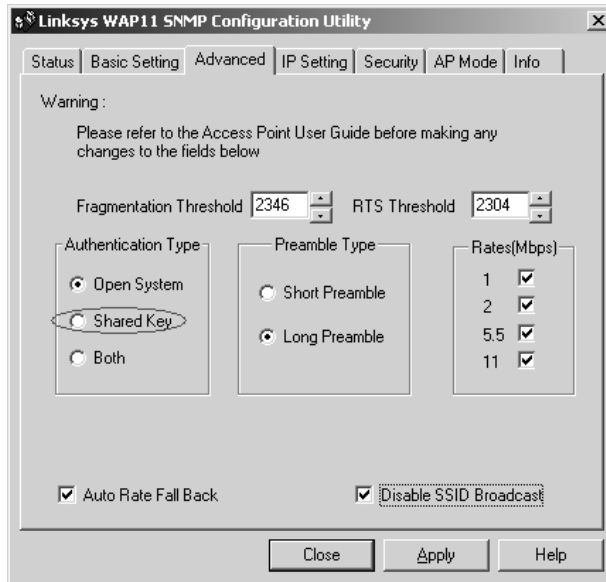 Linksys WAP11 SNMP Configuration Utility
Status Basic Setting Advanced IP Setting Security AP Mode Info
Warning :
Please refer to the Access Point User Guide before making any
changes to the fields below
Fragmentation Threshold 2346 RTS Threshold 2304
Authentication Type
Open System
Shared Key
Both
Preamble Type
Short Preamble
Long Preamble
Rates(Mbps)
1
2
5.5
11
Auto Rate Fall Back
Disable SSID Broadcast
Close Apply Help